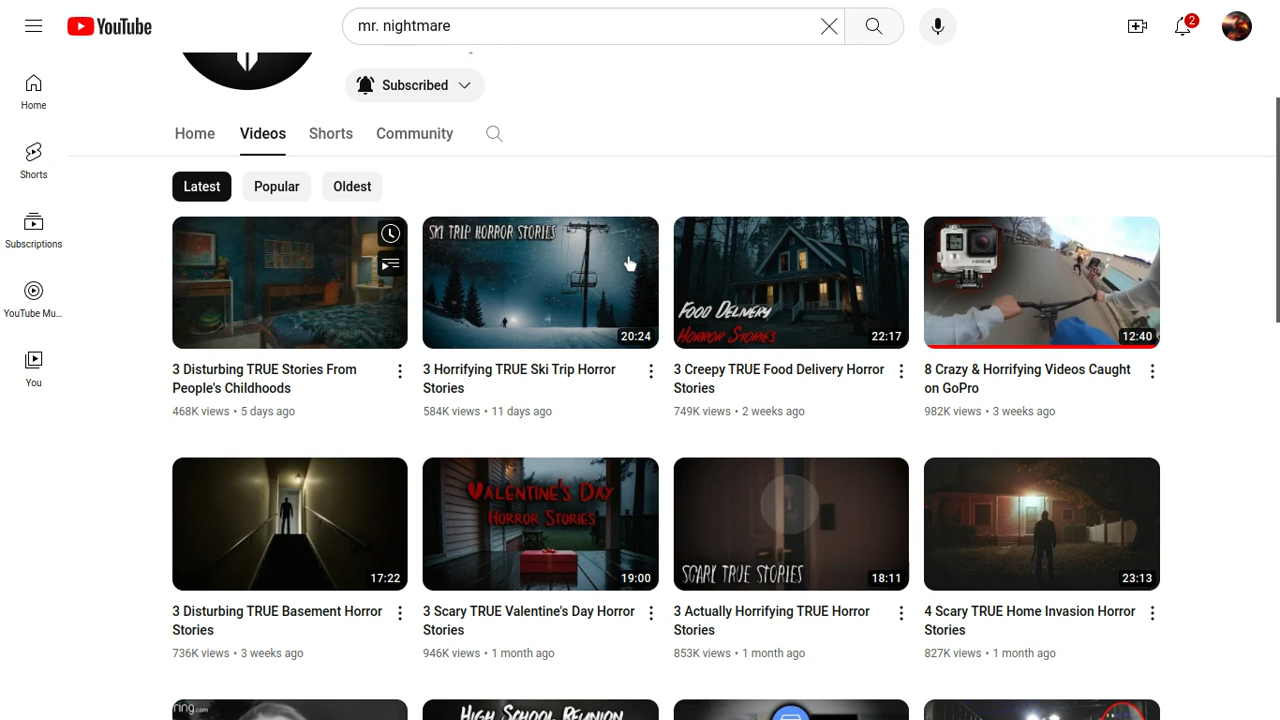 YouTube
mr. nightmare
2
Subscribed
Home
Shorts
Subscriptions
YouTube Mu...
You
Home
Videos
Shorts
Community
Latest
Popular
Oldest
3 Disturbing TRUE Stories From
People's Childhoods
468K views • 5 days ago
SKI TRIP HORROR STORIES
20:24
3 Horrifying TRUE Ski Trip Horror
Stories
584K views • 11 days ago
FOOD DELIVERY
HORROR STORIES
22:17
3 Creepy TRUE Food Delivery Horror
Stories
749K views • 2 weeks ago
12:40
8 Crazy & Horrifying Videos Caught
on GoPro
982K views • 3 weeks ago
17:22
3 Disturbing TRUE Basement Horror
Stories
736K views • 3 weeks ago
VALENTINE'S DAY
HORROR STORIES
19:00
3 Scary TRUE Valentine's Day Horror
Stories
946K views • 1 month ago
SCARY TRUE STORIES
18:11
3 Actually Horrifying TRUE Horror
Stories
853K views • 1 month ago
23:13
4 Scary TRUE Home Invasion Horror
Stories
827K views • 1 month ago
ring.com
HIGH SCHOOL REUNION